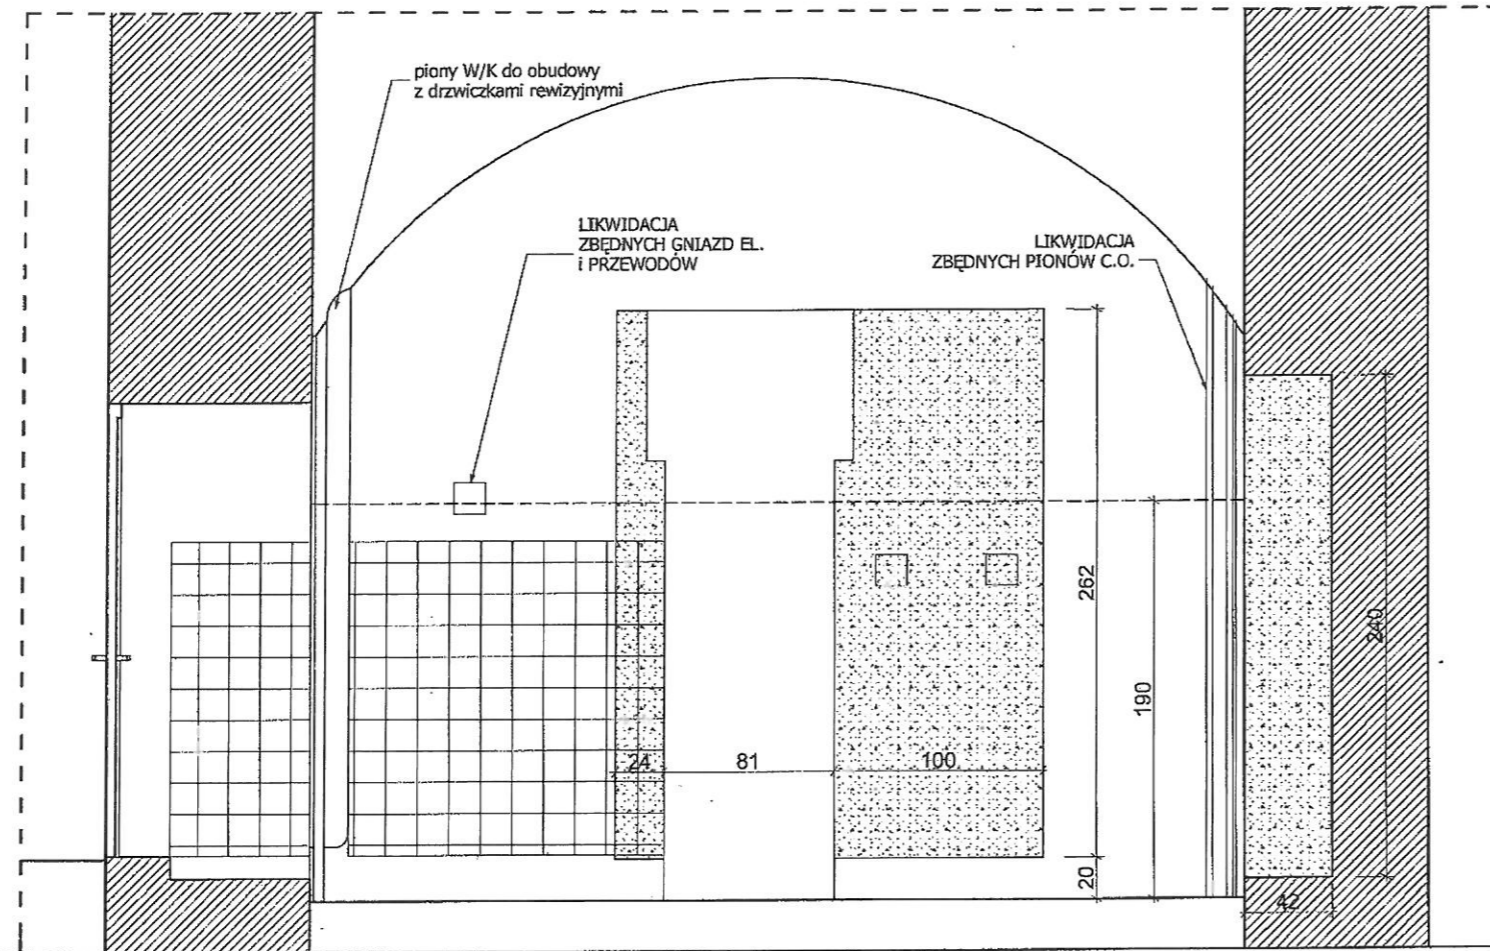 piony W/K do obudowy
z drzwiczkami rewizyjnymi
LIKWIDACJA
ZBĘDNYCH GNIAZD EL.
i PRZEWODÓW
LIKWIDACJA
ZBĘDNYCH PIONÓW C.O.
262
240
190
24
81
100
20
42